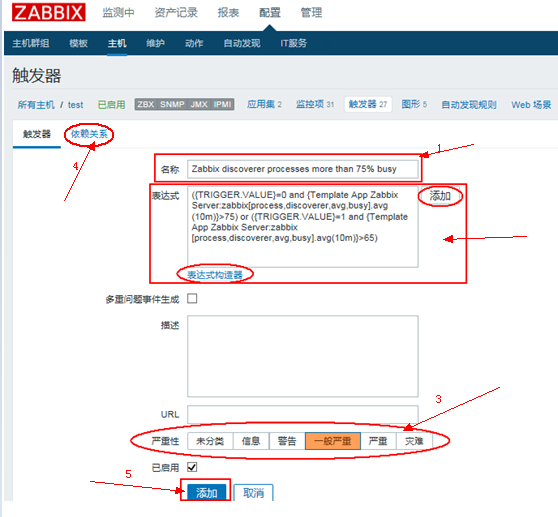 ZABBIX 监控中 资产记录 报表 配置 管理
主机群组 模板 主机 维护 动作 自动发现 IT服务
触发器
所有主机 / test 已启用 ZBX SNMP JMX IPMI 应用集 2 监控项 31 触发器 27 图形 5 自动发现规则 Web 场景
触发器 依赖关系
1
4
名称 Zabbix discoverer processes more than 75% busy
表达式 ({TRIGGER.VALUE}=0 and {Template App Zabbix 添加
Server:zabbix[process,discoverer,avg,busy].avg
(10m)}>75) or ({TRIGGER.VALUE}=1 and {Template
App Zabbix Server:zabbix
[process,discoverer,avg,busy].avg(10m)}>65)
表达式构造器
多重问题事件生成
描述
3
URL
严重性 未分类 信息 警告 一般严重 严重 灾难
已启用
5
添加 取消